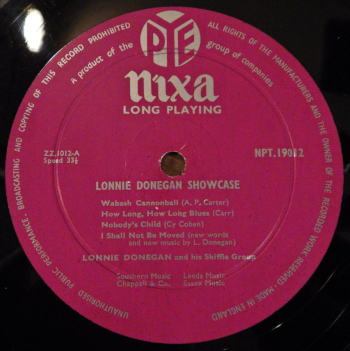 UNAUTHORISED PUBLIC PERFORMANCE · BROADCASTING AND COPYING OF THIS RECORD PROHIBITED
ALL RIGHTS OF THE MANUFACTURERS AND THE OWNER OF THE RECORDED WORK RESERVED · MADE IN ENGLAND
A product of the
PYE
group of companies
Nixa
LONG PLAYING
ZZ.1012-A
Speed 33⅓
NPT.19012
LONNIE DONEGAN SHOWCASE
Wabash Cannonball (A. P. Carter)
How Long, How Long Blues (Carr)
Nobody's Child (Cy Coben)
I Shall Not Be Moved (new words
and new music by L. Donegan)
LONNIE DONEGAN and his Skiffle Group
Southern Music Leeds Music
Chappell & Co. Essex Music